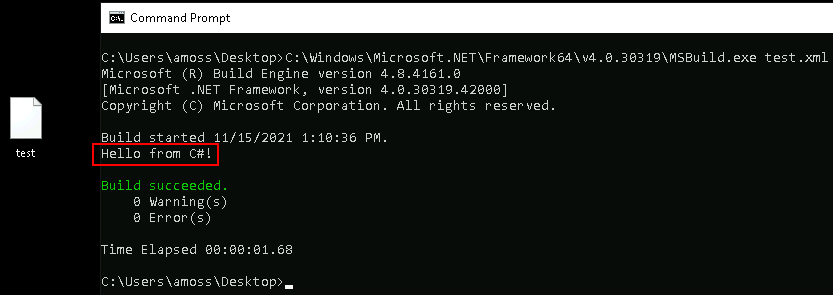 Command Prompt
C:\Users\amoss\Desktop>C:\Windows\Microsoft.NET\Framework64\v4.0.30319\MSBuild.exe test.xml
Microsoft (R) Build Engine version 4.8.4161.0
[Microsoft .NET Framework, version 4.0.30319.42000]
Copyright (C) Microsoft Corporation. All rights reserved.
Build started 11/15/2021 1:10:36 PM.
Hello from C#!
test
Build succeeded.
0 Warning(s)
0 Error(s)
Time Elapsed 00:00:01.68
C:\Users\amoss\Desktop>